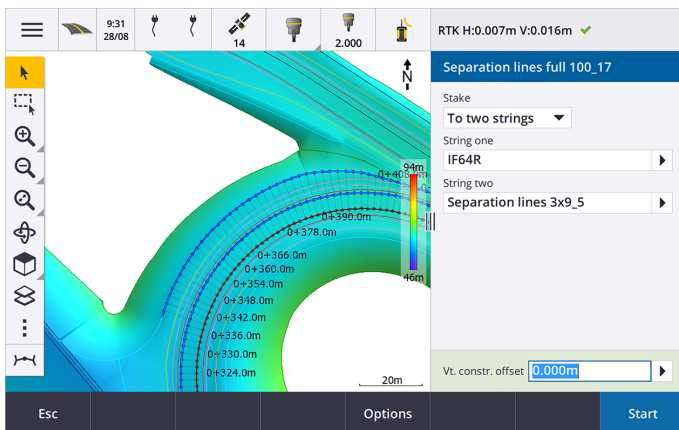 9:31
28/08
14
2.000
RTK H:0.007m V:0.016m
Separation lines full 100_17
Stake
To two strings
String one
IF64R
String two
Separation lines 3x9_5
N
94m
46m
0+390.0m
0+378.0m
0+366.0m
0+360.0m
0+354.0m
0+348.0m
0+342.0m
0+336.0m
0+330.0m
0+324.0m
20m
Vt. constr. offset
0.000m
Esc
Options
Start